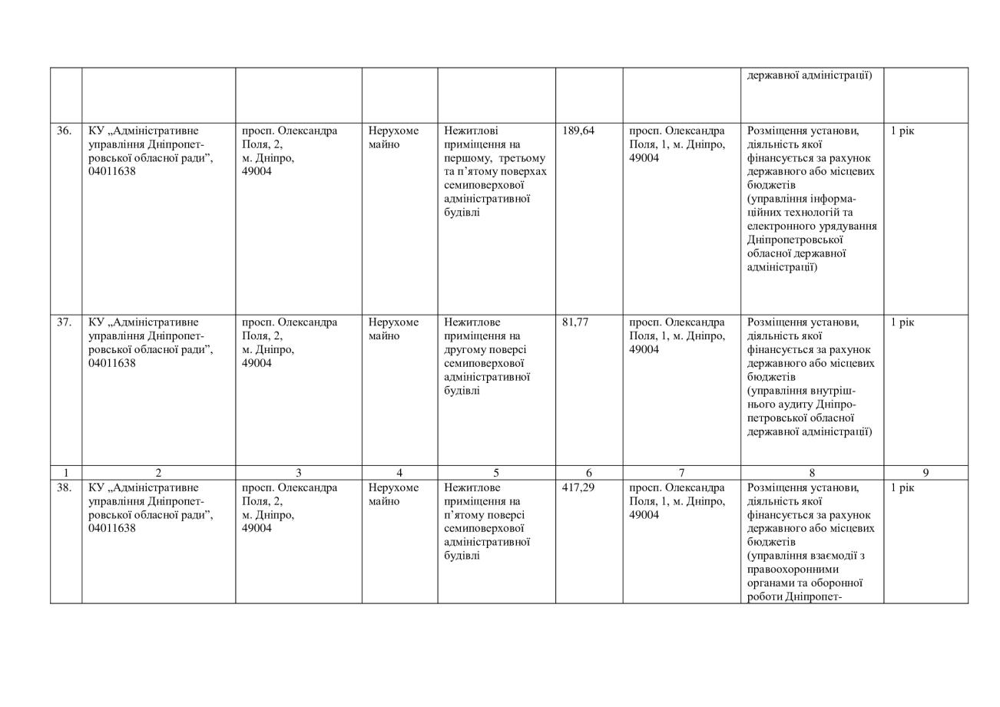 державної адміністрації)
36.
КУ „Адміністративне
управління Дніпропет-
ровської обласної ради”,
04011638
просп. Олександра
Поля, 2,
м. Дніпро,
49004
Нерухоме
майно
Нежитлові
приміщення на
першому, третьому
та п’ятому поверхах
семиповерхової
адміністративної
будівлі
189,64
просп. Олександра
Поля, 1, м. Дніпро,
49004
Розміщення установи,
діяльність якої
фінансується за рахунок
державного або місцевих
бюджетів
(управління інформа-
ційних технологій та
електронного урядування
Дніпропетровської
обласної державної
адміністрації)
1 рік
37.
КУ „Адміністративне
управління Дніпропет-
ровської обласної ради”,
04011638
просп. Олександра
Поля, 2,
м. Дніпро,
49004
Нерухоме
майно
Нежитлове
приміщення на
другому поверсі
семиповерхової
адміністративної
будівлі
81,77
просп. Олександра
Поля, 1, м. Дніпро,
49004
Розміщення установи,
діяльність якої
фінансується за рахунок
державного або місцевих
бюджетів
(управління внутріш-
нього аудиту Дніпро-
петровської обласної
державної адміністрації)
1 рік
1 2 3 4 5 6 7 8 9
38.
КУ „Адміністративне
управління Дніпропет-
ровської обласної ради”,
04011638
просп. Олександра
Поля, 2,
м. Дніпро,
49004
Нерухоме
майно
Нежитлове
приміщення на
п’ятому поверсі
семиповерхової
адміністративної
будівлі
417,29
просп. Олександра
Поля, 1, м. Дніпро,
49004
Розміщення установи,
діяльність якої
фінансується за рахунок
державного або місцевих
бюджетів
(управління взаємодії з
правоохоронними
органами та оборонної
роботи Дніпропет-
1 рік